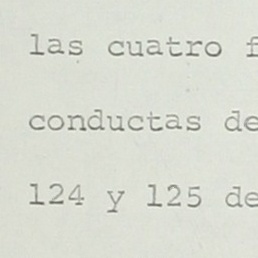 las cuatro f
conductas de
124 y 125 de